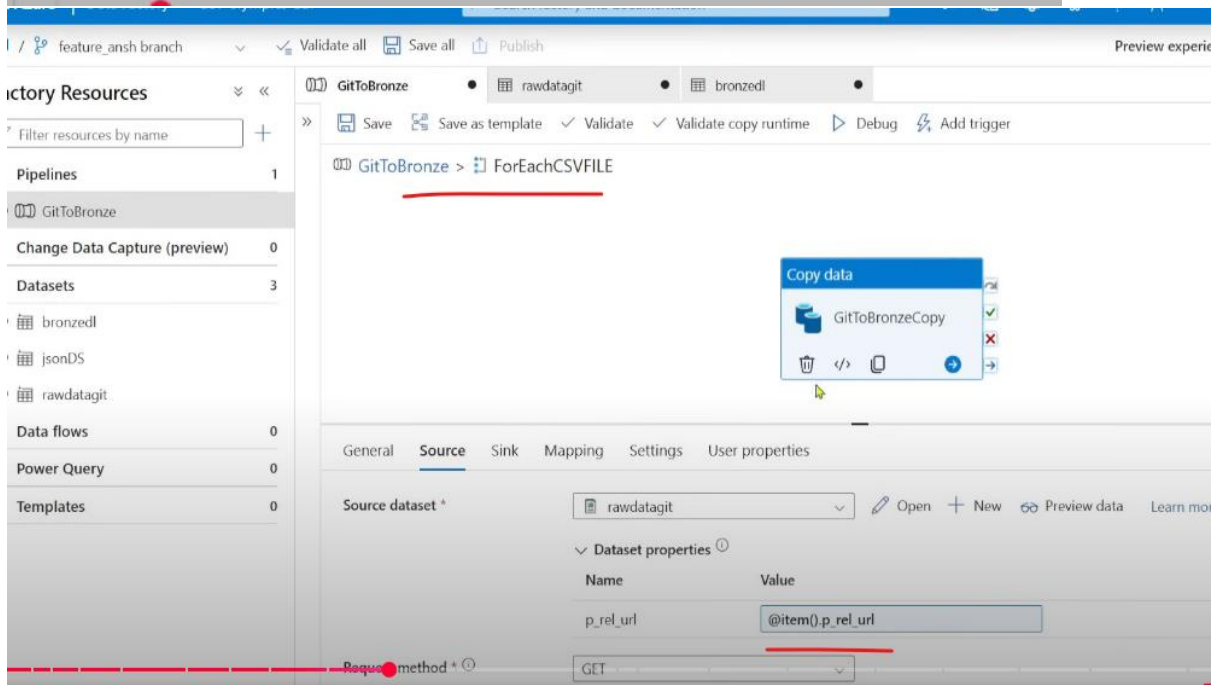 / feature_ansh branch
Validate all Save all Publish
Factory Resources
Filter resources by name
Pipelines 1
GitToBronze
Change Data Capture (preview) 0
Datasets 3
bronzedl
jsonDS
rawdatagit
Data flows 0
Power Query 0
Templates 0
GitToBronze rawdatagit bronzedl
Save Save as template Validate Validate copy runtime Debug Add trigger
GitToBronze > ForEachCSVFILE
Copy data
GitToBronzeCopy
General Source Sink Mapping Settings User properties
Source dataset * rawdatagit Open New Preview data Learn
Dataset properties
Name Value
p_rel_url @item().p_rel_url
method * GET